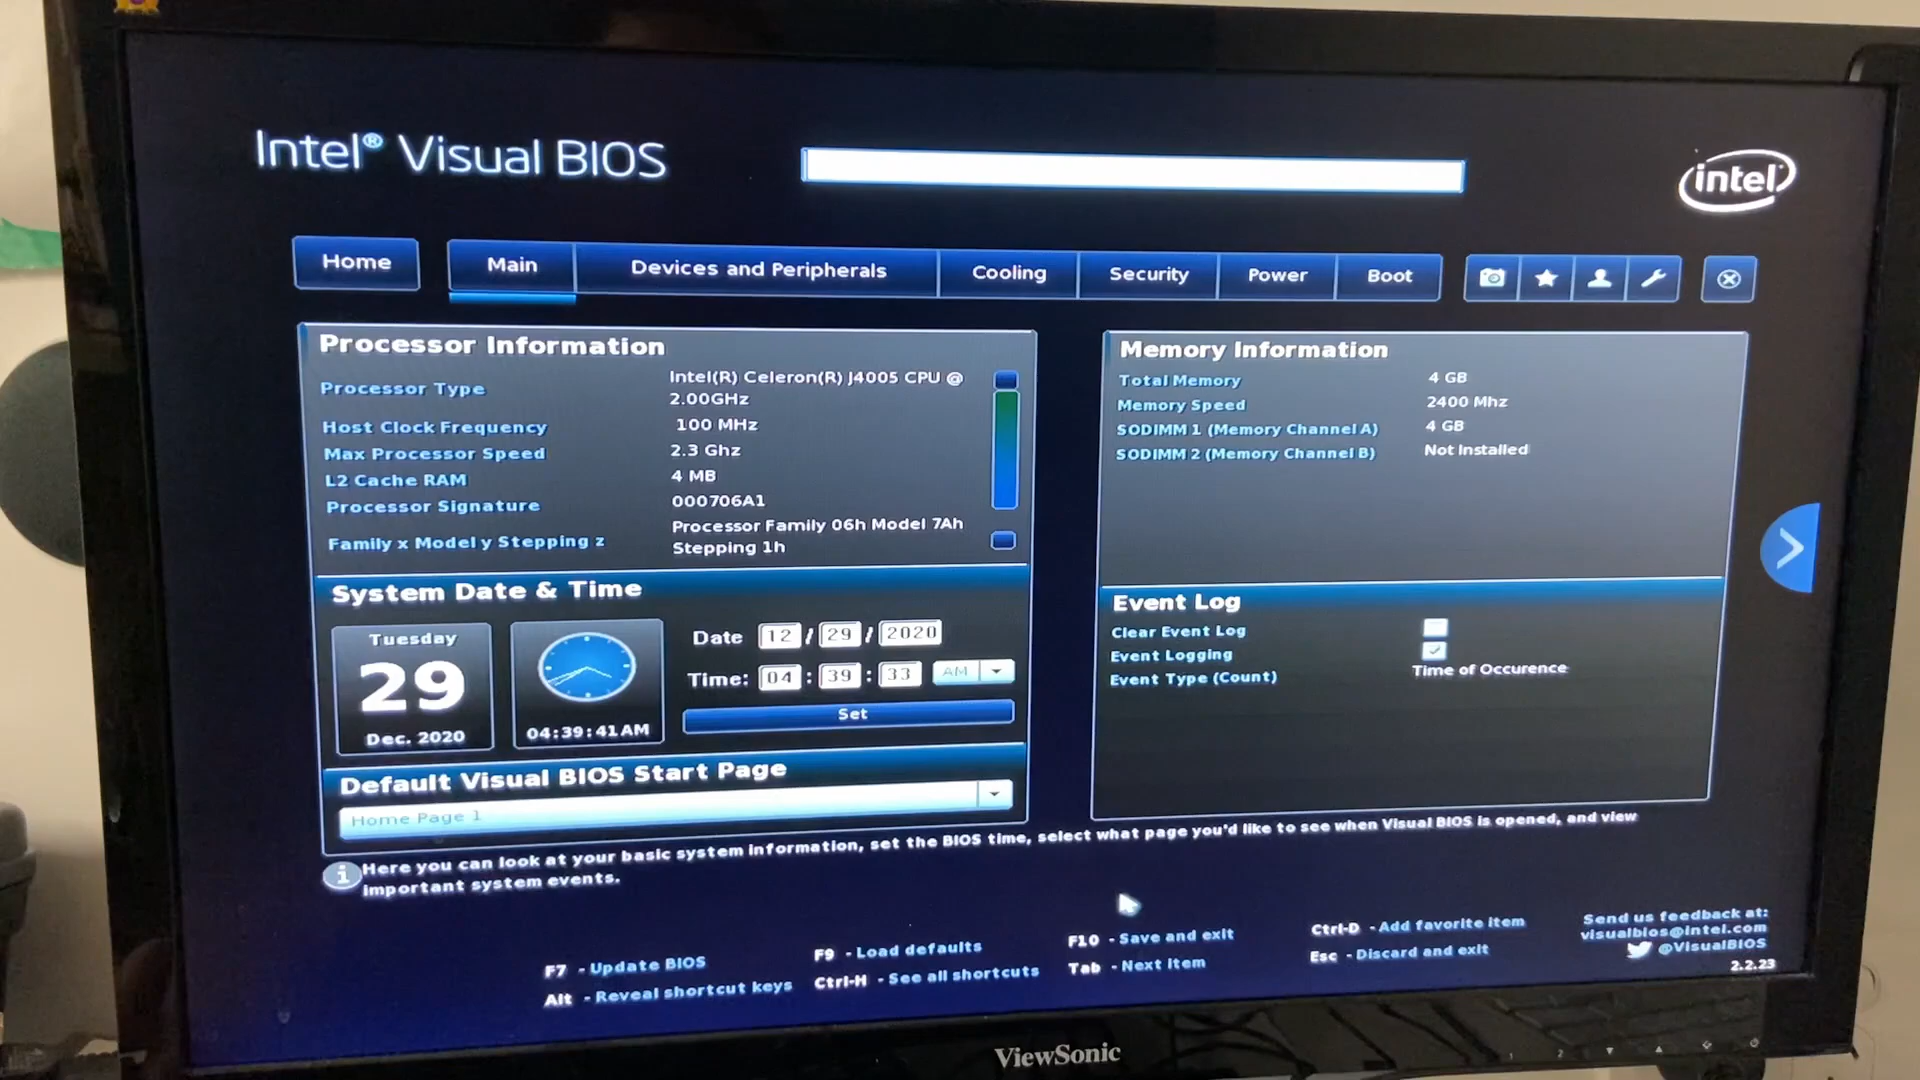 Intel® Visual BIOS
intel
Home
Main
Devices and Peripherals
Cooling
Security
Power
Boot
Processor Information
Processor Type
Intel(R) Celeron(R) J4005 CPU @
2.00GHz
Host Clock Frequency
100 MHz
Max Processor Speed
2.3 Ghz
L2 Cache RAM
4 MB
Processor Signature
000706A1
Family x Model y Stepping z
Processor Family 06h Model 7Ah
Stepping 1h
Memory Information
Total Memory
4 GB
Memory Speed
2400 Mhz
SODIMM 1 (Memory Channel A)
4 GB
SODIMM 2 (Memory Channel B)
Not Installed
System Date & Time
Tuesday
29
Dec. 2020
04:39:41AM
Date 12 / 29 / 2020
Time: 04 : 39 : 33 AM
Set
Default Visual BIOS Start Page
Home Page 1
Event Log
Clear Event Log
Event Logging
Event Type (Count)
Time of Occurence
Here you can look at your basic system information, set the BIOS time, select what page you'd like to see when Visual BIOS is opened, and view
important system events.
F7 - Update BIOS
F9 - Load defaults
F10 - Save and exit
Ctrl-D - Add favorite item
Alt - Reveal shortcut keys
Ctrl-H - See all shortcuts
Tab - Next item
Esc - Discard and exit
Send us feedback at:
visualbios@intel.com
@VisualBIOS
2.2.23
ViewSonic
1
2